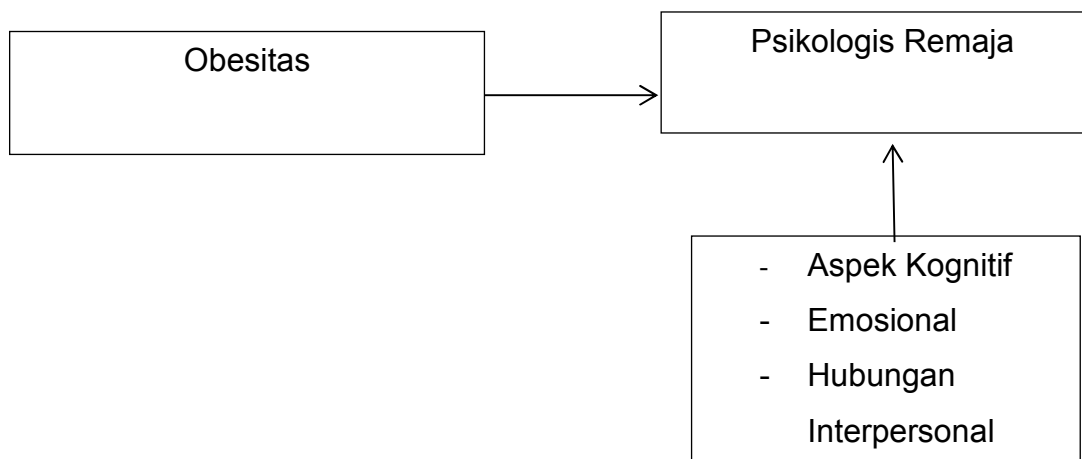 Obesitas
Psikologis Remaja
- Aspek Kognitif
- Emosional
- Hubungan
Interpersonal